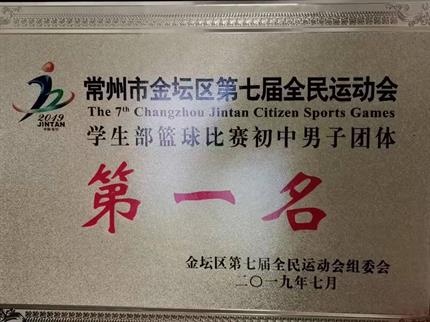 常州市金坛区第七届全民运动会
The 7th Changzhou Jintan Citizen Sports Games
2019
JINTAN
学生部篮球比赛初中男子团体
第一名
金坛区第七届全民运动会组委会
二〇一九年七月